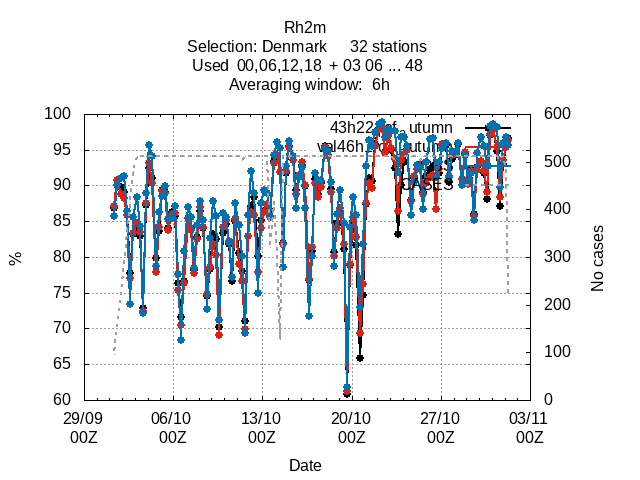 Rh2m
Selection: Denmark 32 stations
Used 00,06,12,18 + 03 06 ... 48
Averaging window: 6h
100
95
90
85
80
75
70
65
60
600
500
400
300
200
100
0
%
No cases
CASES
29/09 06/10 13/10 20/10 27/10 03/11
00Z 00Z 00Z 00Z 00Z 00Z
Date